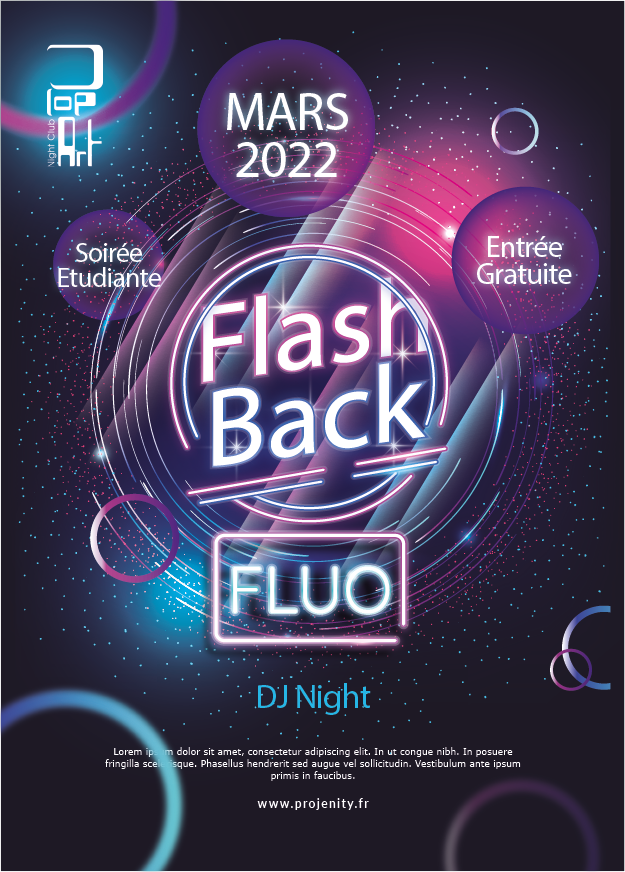 Pop
Art
Night Club
MARS
2022
Soirée
Etudiante
Entrée
Gratuite
Flash
Back
FLUO
DJ Night
Lorem ipsum dolor sit amet, consectetur adipiscing elit. In ut congue nibh. In posuere
fringilla scelerisque. Phasellus hendrerit sed augue vel sollicitudin. Vestibulum ante ipsum
primis in faucibus.
www.projenity.fr